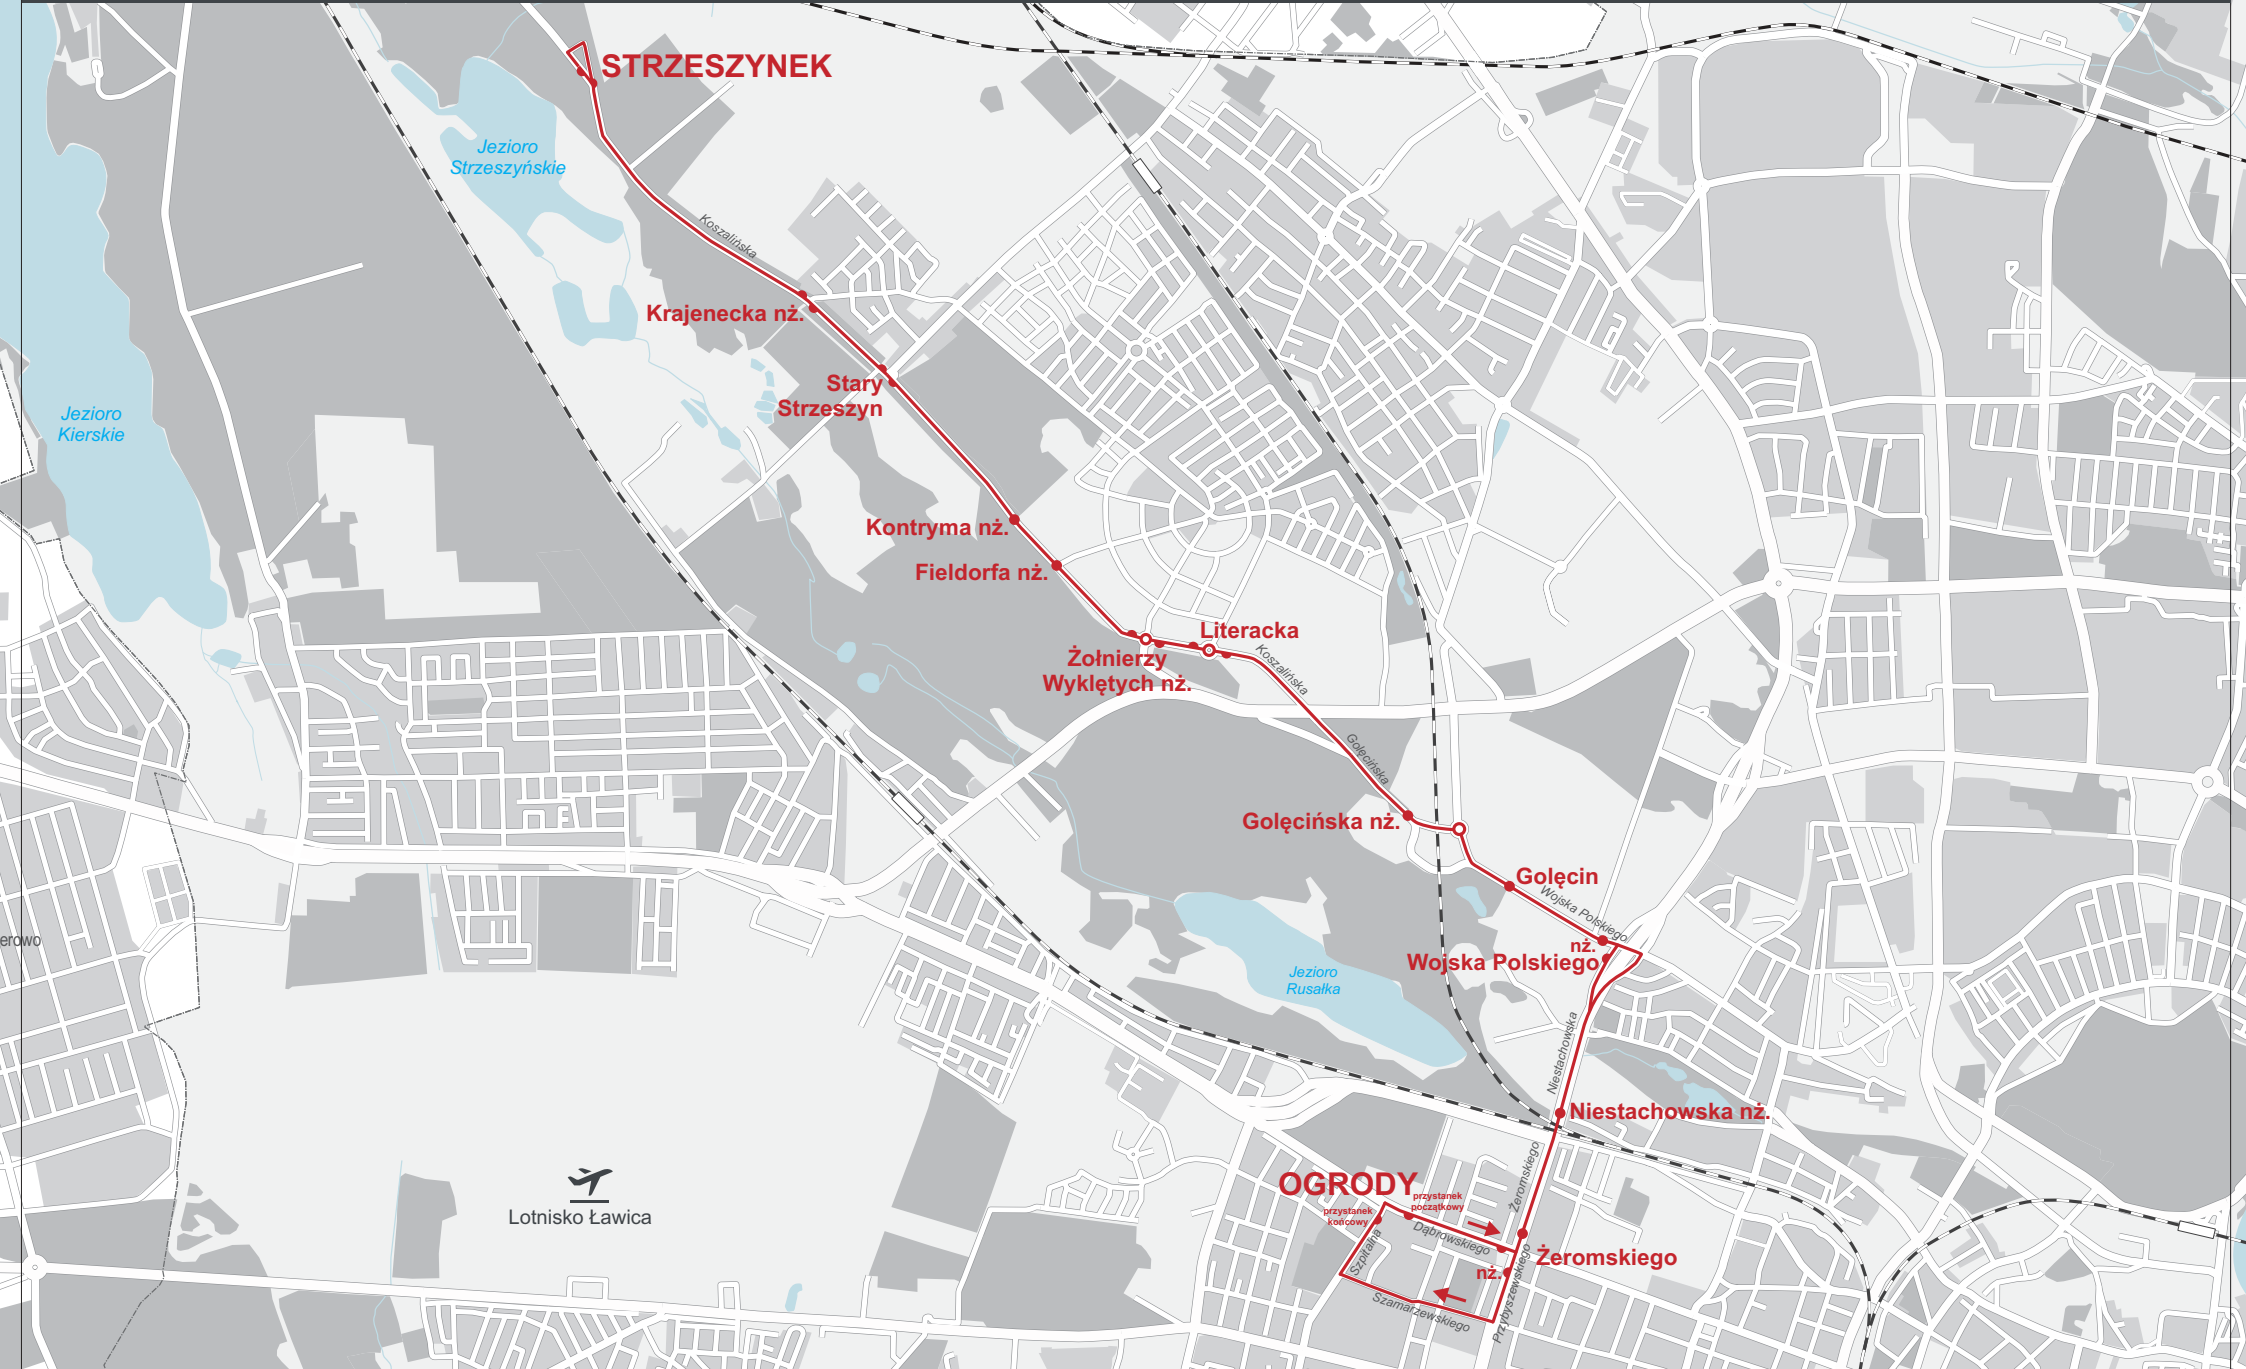 STRZESZYNEK
Jezioro
Strzeszyńskie
Koszalińska
Krajenecka nż.
Stary
Strzeszyn
Jezioro
Kierskie
Kontryma nż.
Fieldorfa nż.
Literacka
Żołnierzy
Wyklętych nż.
Koszalińska
Golęcińska
Golęcińska nż.
Golęcin
Wojska Polskiego
nż.
Wojska Polskiego
erowo
Jezioro
Rusałka
Niestachowska
Niestachowska nż.
Żeromskiego
OGRODY
przystanek
początkowy
przystanek
końcowy
Dąbrowskiego
Szpitalna
Żeromskiego
nż.
Przybyszewskiego
Szamarzewskiego
Lotnisko Ławica